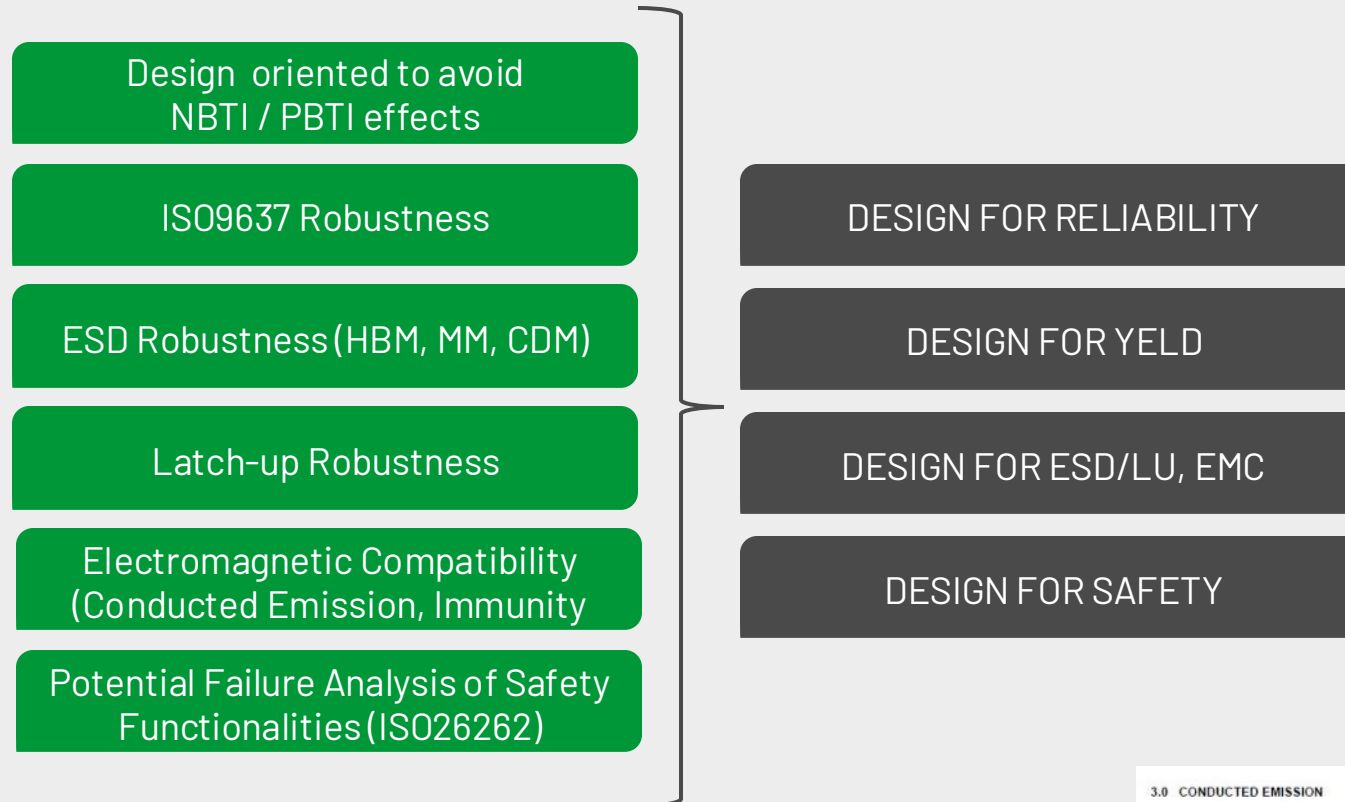 Design oriented to avoid
NBTI / PBTI effects
ISO9637 Robustness
ESD Robustness (HBM, MM, CDM)
Latch-up Robustness
Electromagnetic Compatibility
(Conducted Emission, Immunity
Potential Failure Analysis of Safety
Functionalities (ISO26262)
DESIGN FOR RELIABILITY
DESIGN FOR YELD
DESIGN FOR ESD/LU, EMC
DESIGN FOR SAFETY
3.0 CONDUCTED EMISSION